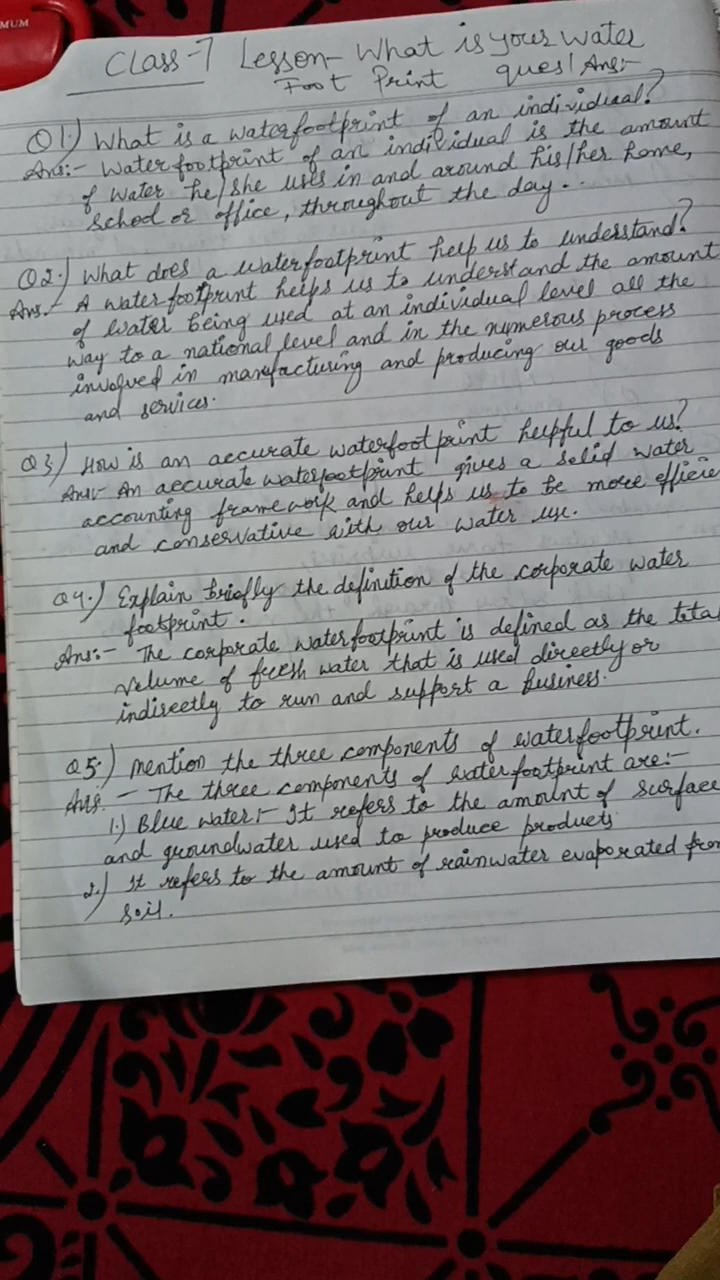 MUM
Class-7 Lesson- What is your water
Foot Print ques/Ans:-
Q1.) What is a waterfootprint of an individual?
Ans:- Waterfootprint of an individual is the amount
of water he/she uses in and around his/her home,
school or office, throughout the day..
Q2.) What does a waterfootprint help us to understand?
Ans.- A waterfootprint helps us to understand the amount
of water being used at an individual level all the
way to a national level and in the numerous process
involved in manufacturing and producing our goods
and services.
Q3) How is an accurate waterfootprint helpful to us?
Ans:- An accurate waterfootprint gives a solid water
accounting framework and helps us to be more efficie
and conservative with our water use.
Q4.) Explain briefly the definition of the corporate water
footprint.
Ans:- The corporate waterfootprint is defined as the total
volume of fresh water that is used directly or
indirectly to run and support a business.
Q5.) Mention the three components of waterfootprint.
Ans. - The three components of waterfootprint are:-
1.) Blue water:- It refers to the amount of surface
and groundwater used to produce products
2.) It refers to the amount of rainwater evaporated from
soil.